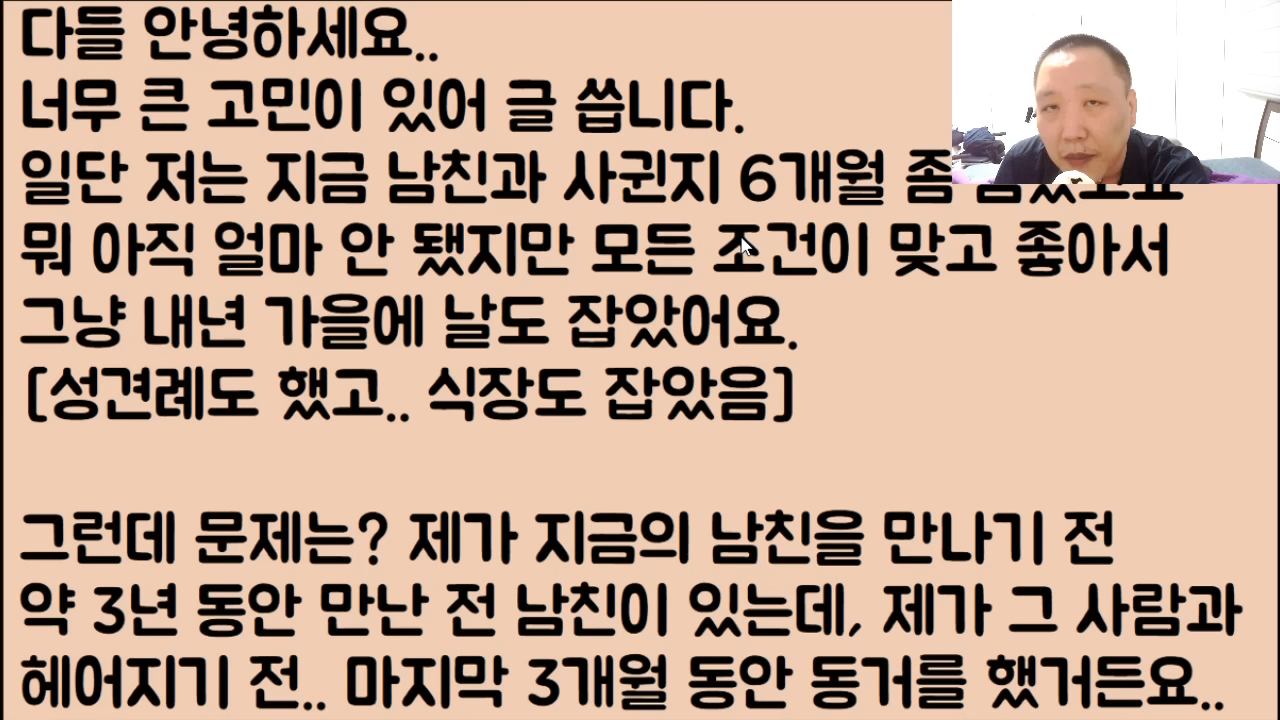 다들 안녕하세요..
너무 큰 고민이 있어 글 씁니다.
일단 저는 지금 남친과 사귄지 6개월 좀
뭐 아직 얼마 안 됐지만 모든 조건이 맞고 좋아서
그냥 내년 가을에 날도 잡았어요.
[성견례도 했고.. 식장도 잡았음]
그런데 문제는? 제가 지금의 남친을 만나기 전
약 3년 동안 만난 전 남친이 있는데, 제가 그 사람과
헤어지기 전.. 마지막 3개월 동안 동거를 했거든요..